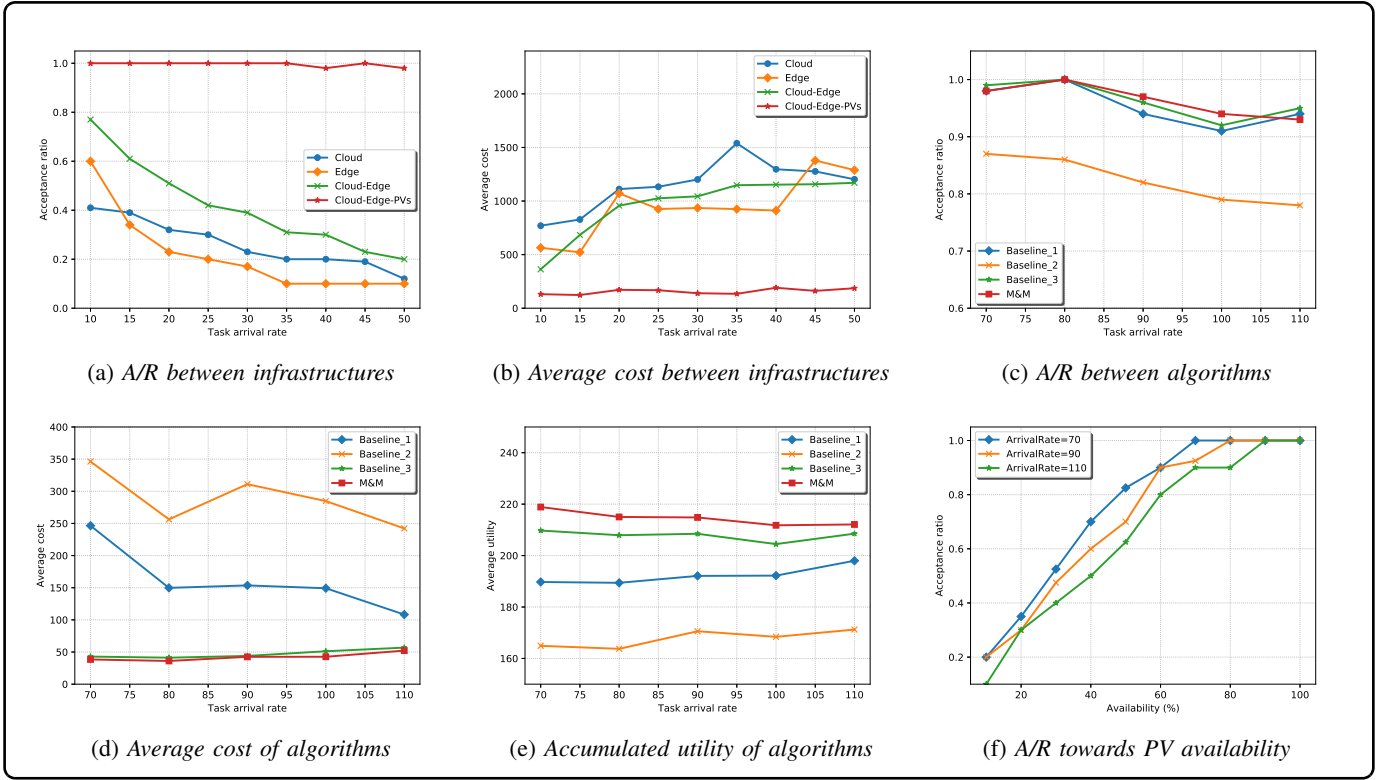 1.0
0.8
0.6
0.4
0.2
0.0
Acceptance ratio
Cloud
Edge
Cloud-Edge
Cloud-Edge-PVs
10 15 20 25 30 35 40 45 50
Task arrival rate
(a) A/R between infrastructures
2000
1500
1000
500
0
Average cost
Cloud
Edge
Cloud-Edge
Cloud-Edge-PVs
10 15 20 25 30 35 40 45 50
Task arrival rate
(b) Average cost between infrastructures
1.0
0.9
0.8
0.7
0.6
Acceptance ratio
Baseline_1
Baseline_2
Baseline_3
M&M
70 75 80 85 90 95 100 105 110
Task arrival rate
(c) A/R between algorithms
400
350
300
250
200
150
100
50
0
Average cost
Baseline_1
Baseline_2
Baseline_3
M&M
70 75 80 85 90 95 100 105 110
Task arrival rate
(d) Average cost of algorithms
240
220
200
180
160
Average utility
Baseline_1
Baseline_2
Baseline_3
M&M
70 75 80 85 90 95 100 105 110
Task arrival rate
(e) Accumulated utility of algorithms
1.0
0.8
0.6
0.4
0.2
Acceptance ratio
ArrivalRate=70
ArrivalRate=90
ArrivalRate=110
20 40 60 80 100
Availability (%)
(f) A/R towards PV availability